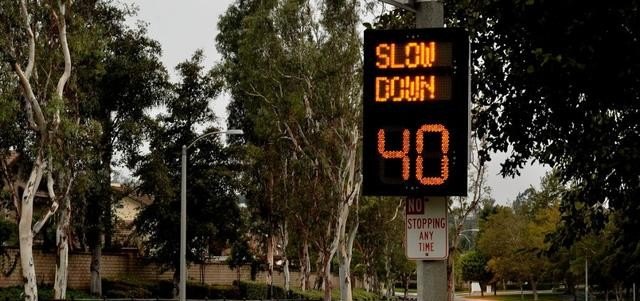 SLOW
DOWN
40
NO
STOPPING
ANY
TIME